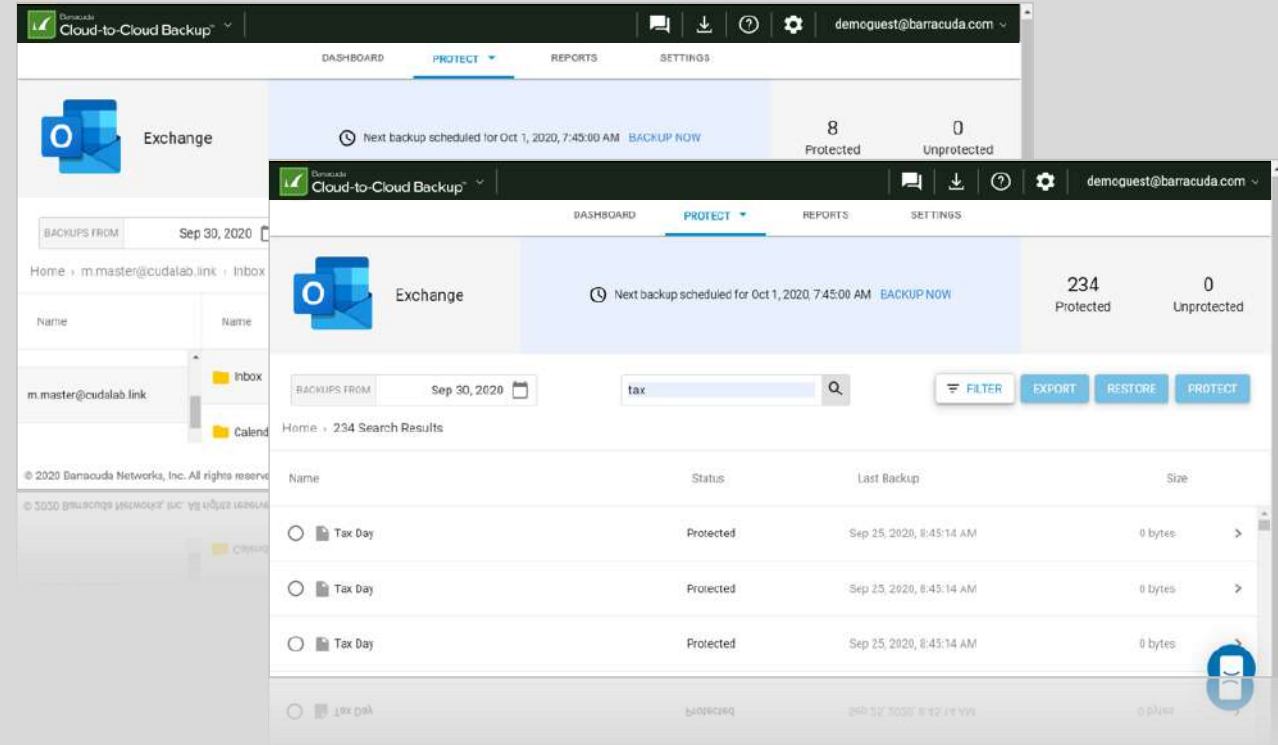 Barracuda
Cloud-to-Cloud Backup™ demoguest@barracuda.com
DASHBOARD PROTECT REPORTS SETTINGS
Exchange
Next backup scheduled for Oct 1, 2020, 7:45:00 AM BACKUP NOW
8
Protected
0
Unprotected
BACKUPS FROM Sep 30, 2020
Home › m.master@cudalab.link › Inbox
Name Name
Inbox
m.master@cudalab.link
Calend
© 2020 Barracuda Networks, Inc. All rights reserve
Barracuda
Cloud-to-Cloud Backup™ demoguest@barracuda.com
DASHBOARD PROTECT REPORTS SETTINGS
Exchange
Next backup scheduled for Oct 1, 2020, 7:45:00 AM BACKUP NOW
234
Protected
0
Unprotected
BACKUPS FROM Sep 30, 2020 tax FILTER EXPORT RESTORE PROTECT
Home › 234 Search Results
Name Status Last Backup Size
Tax Day Protected Sep 25, 2020, 8:45:14 AM 0 bytes
Tax Day Protected Sep 25, 2020, 8:45:14 AM 0 bytes
Tax Day Protected Sep 25, 2020, 8:45:14 AM 0 bytes